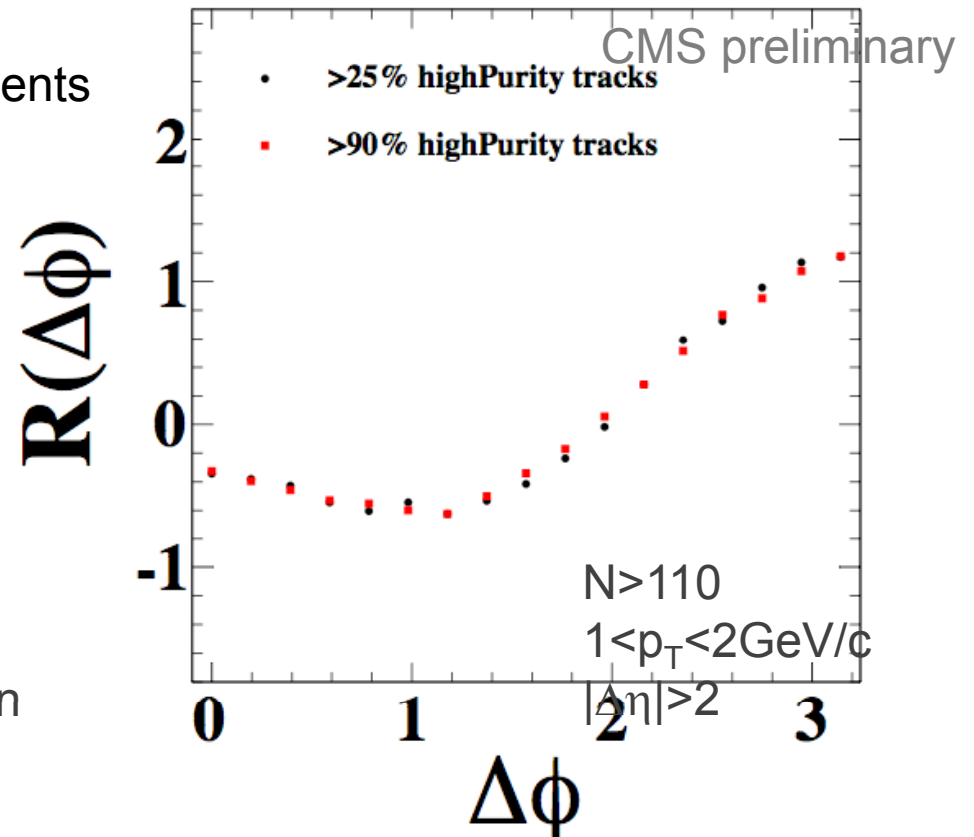 CMS preliminary
ents
>25% highPurity tracks
>90% highPurity tracks
2
1
0
-1
R(Δϕ)
N>110
1<p_T<2GeV/c
|Δη|>2
n
0 1 2 3
Δϕ